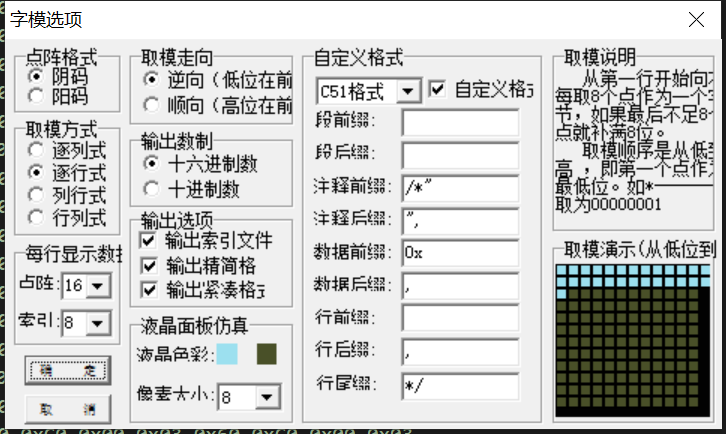 字模选项
点阵格式
阴码
阳码
取模方式
逐列式
逐行式
列行式
行列式
每行显示数据
点阵: 16
索引: 8
确 定
取 消
取模走向
逆向（低位在前
顺向（高位在前
输出数制
十六进制数
十进制数
输出选项
输出索引文件
输出精简格
输出紧凑格式
液晶面板仿真
液晶色彩:
像素大小: 8
自定义格式
C51格式
自定义格式
段前缀:
段后缀:
注释前缀: /*"
注释后缀: ",
数据前缀: 0x
数据后缀: ,
行前缀:
行后缀: ,
行尾缀: */
取模说明
从第一行开始向
每取8个点作为一个字
节，如果最后不足8个
点就补满8位。
取模顺序是从低到
高，即第一个点作为
最低位。如*
取为00000001
取模演示(从低位到